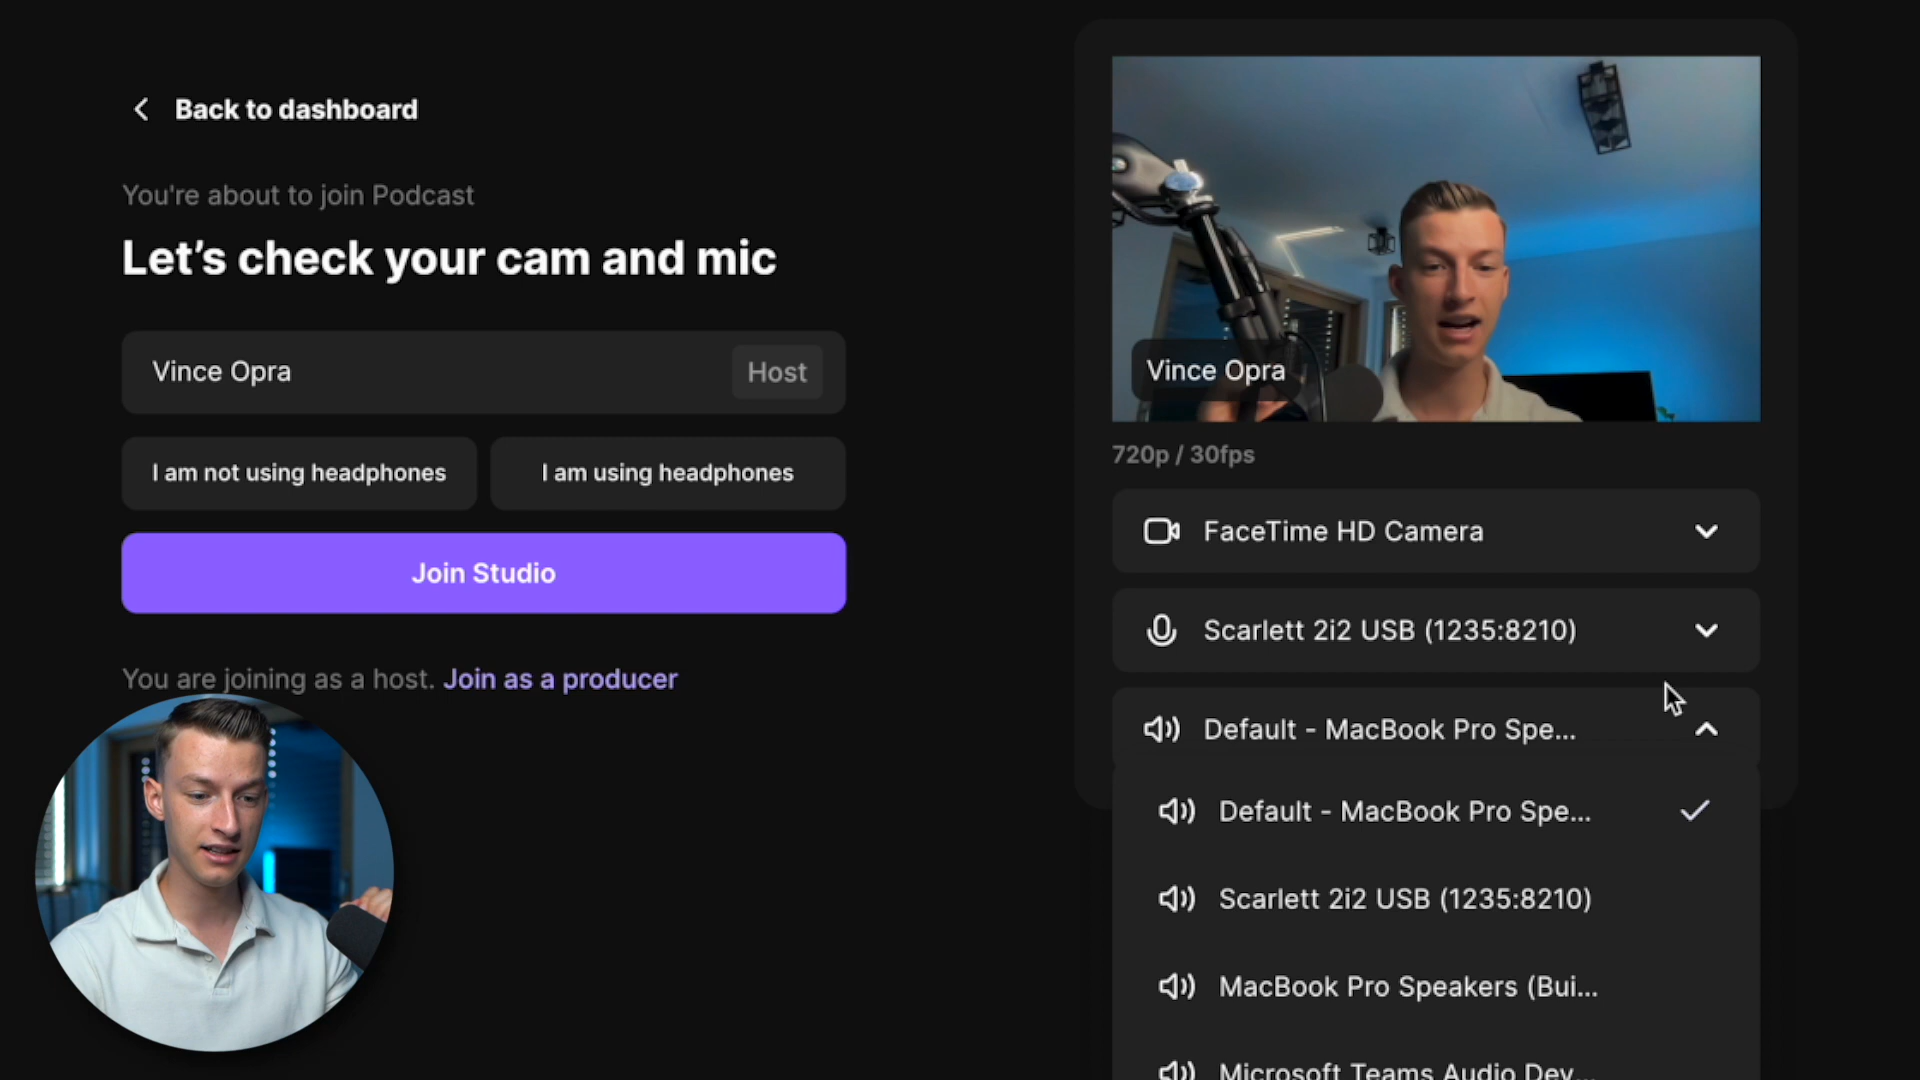 Back to dashboard
You're about to join Podcast
Let’s check your cam and mic
Vince Opra
Host
I am not using headphones
I am using headphones
Join Studio
You are joining as a host. Join as a producer
Vince Opra
720p / 30fps
FaceTime HD Camera
Scarlett 2i2 USB (1235:8210)
Default - MacBook Pro Spe...
Default - MacBook Pro Spe...
Scarlett 2i2 USB (1235:8210)
MacBook Pro Speakers (Bui...
Microsoft Teams Audio Dev...